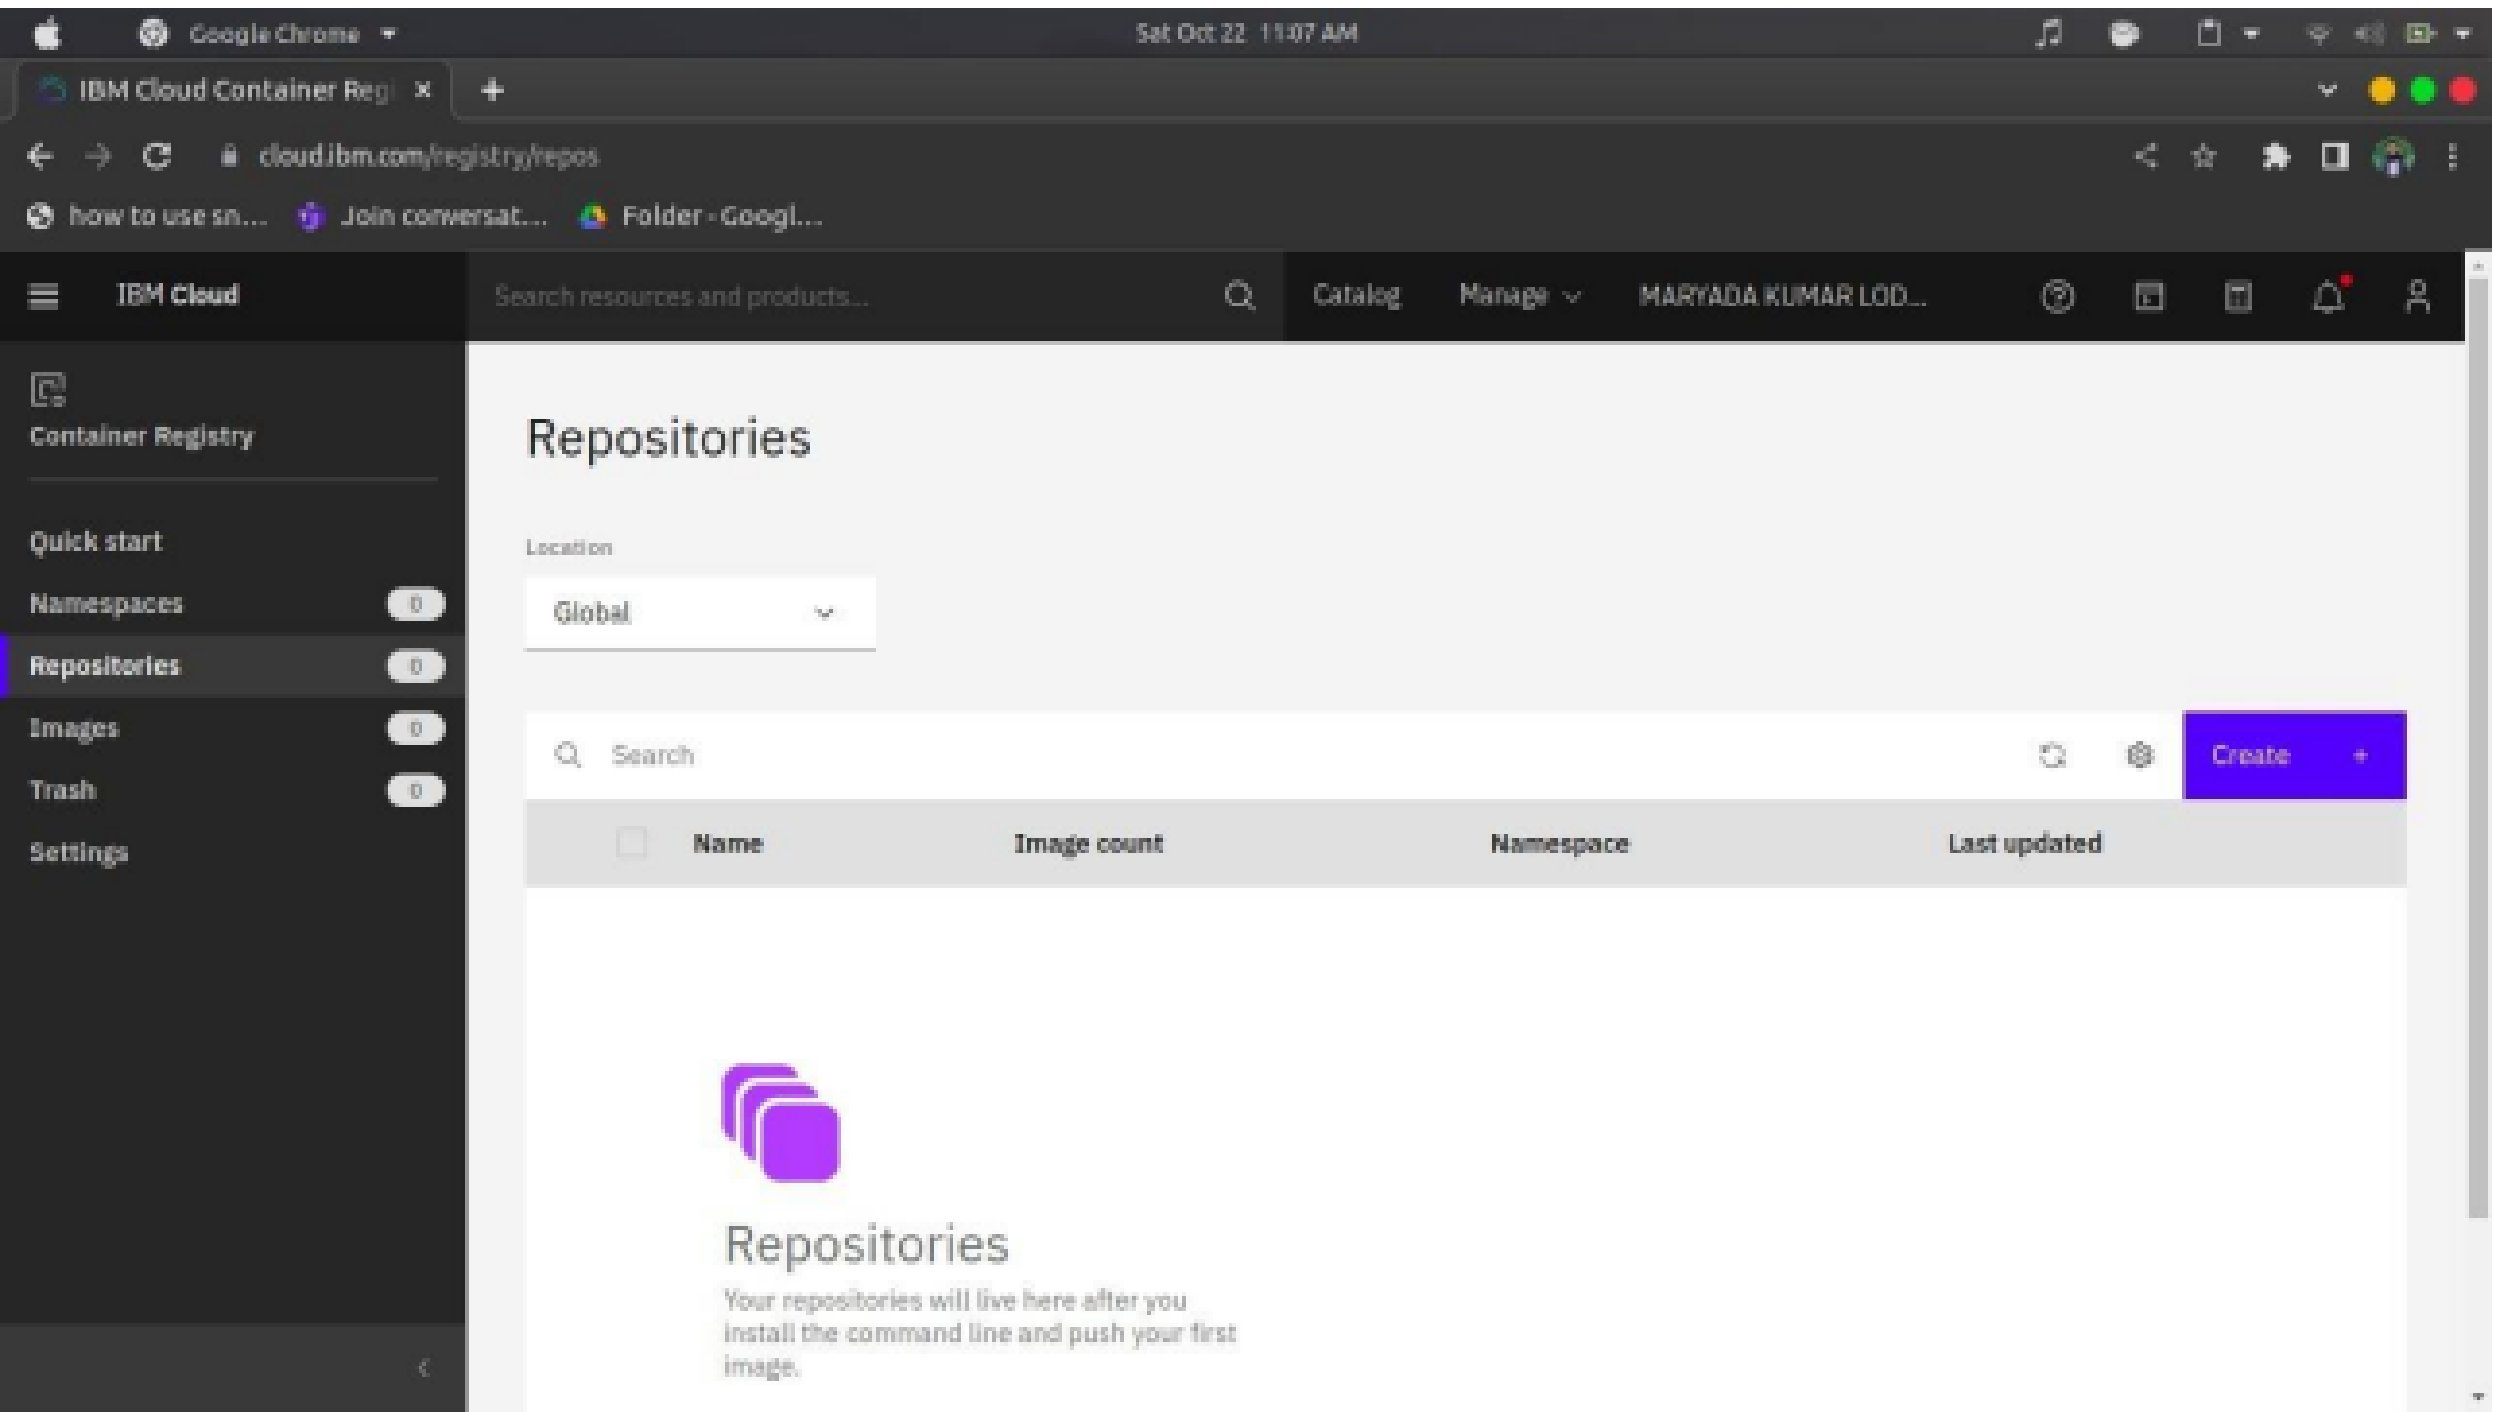 Google Chrome
Sat Oct 22 11:07 AM
IBM Cloud Container Regi
cloud.ibm.com/registry/repos
how to use sn... Join conversat... Folder - Googl...
IBM Cloud Search resources and products... Catalog Manage MARYADA KUMAR LOD...
Container Registry
Quick start
Namespaces 0
Repositories 0
Images 0
Trash 0
Settings
Repositories
Location
Global
Search
Create +
Name Image count Namespace Last updated
Repositories
Your repositories will live here after you
install the command line and push your first
image.